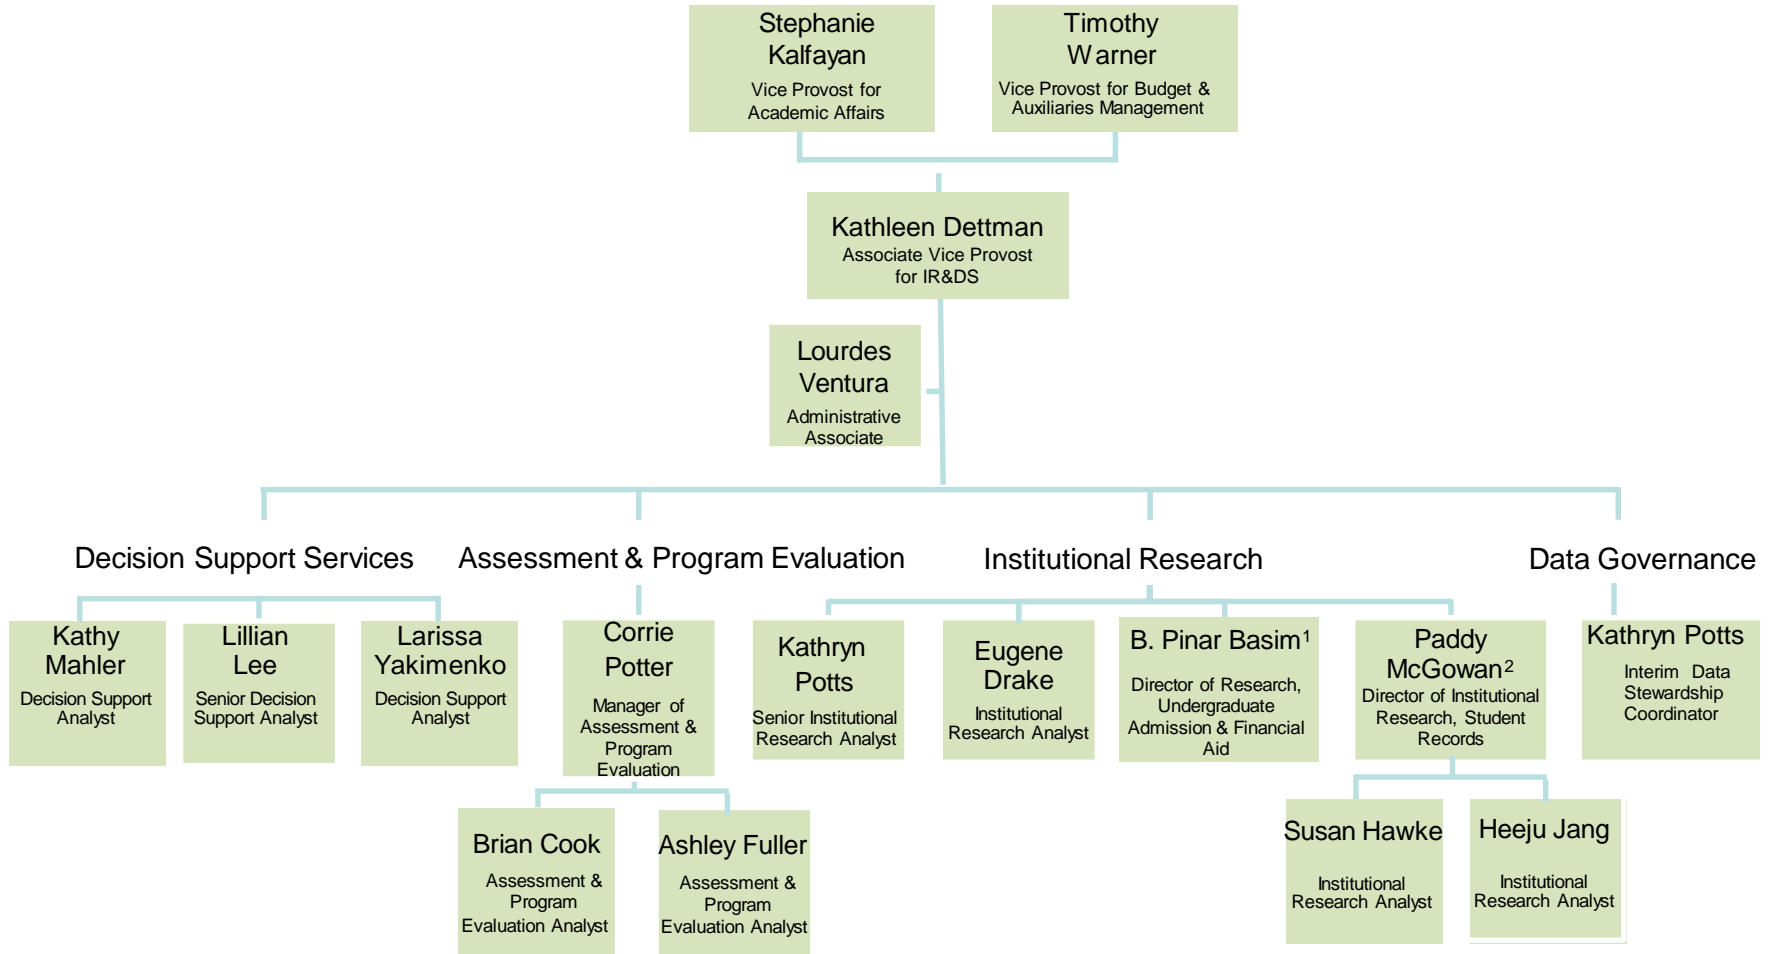 Stephanie
Kalfayan
Vice Provost for
Academic Affairs
Timothy
Warner
Vice Provost for Budget &
Auxiliaries Management
Kathleen Dettman
Associate Vice Provost
for IR&DS
Lourdes
Ventura
Administrative
Associate
Decision Support Services
Assessment & Program Evaluation
Institutional Research
Data Governance
Kathy
Mahler
Decision Support
Analyst
Lillian
Lee
Senior Decision
Support Analyst
Larissa
Yakimenko
Decision Support
Analyst
Corrie
Potter
Manager of
Assessment &
Program
Evaluation
Kathryn
Potts
Senior Institutional
Research Analyst
Eugene
Drake
Institutional
Research Analyst
B. Pinar Basim¹
Director of Research,
Undergraduate
Admission & Financial
Aid
Paddy
McGowan²
Director of Institutional
Research, Student
Records
Kathryn Potts
Interim Data
Stewardship
Coordinator
Brian Cook
Assessment &
Program
Evaluation Analyst
Ashley Fuller
Assessment &
Program
Evaluation Analyst
Susan Hawke
Institutional
Research Analyst
Heeju Jang
Institutional
Research Analyst